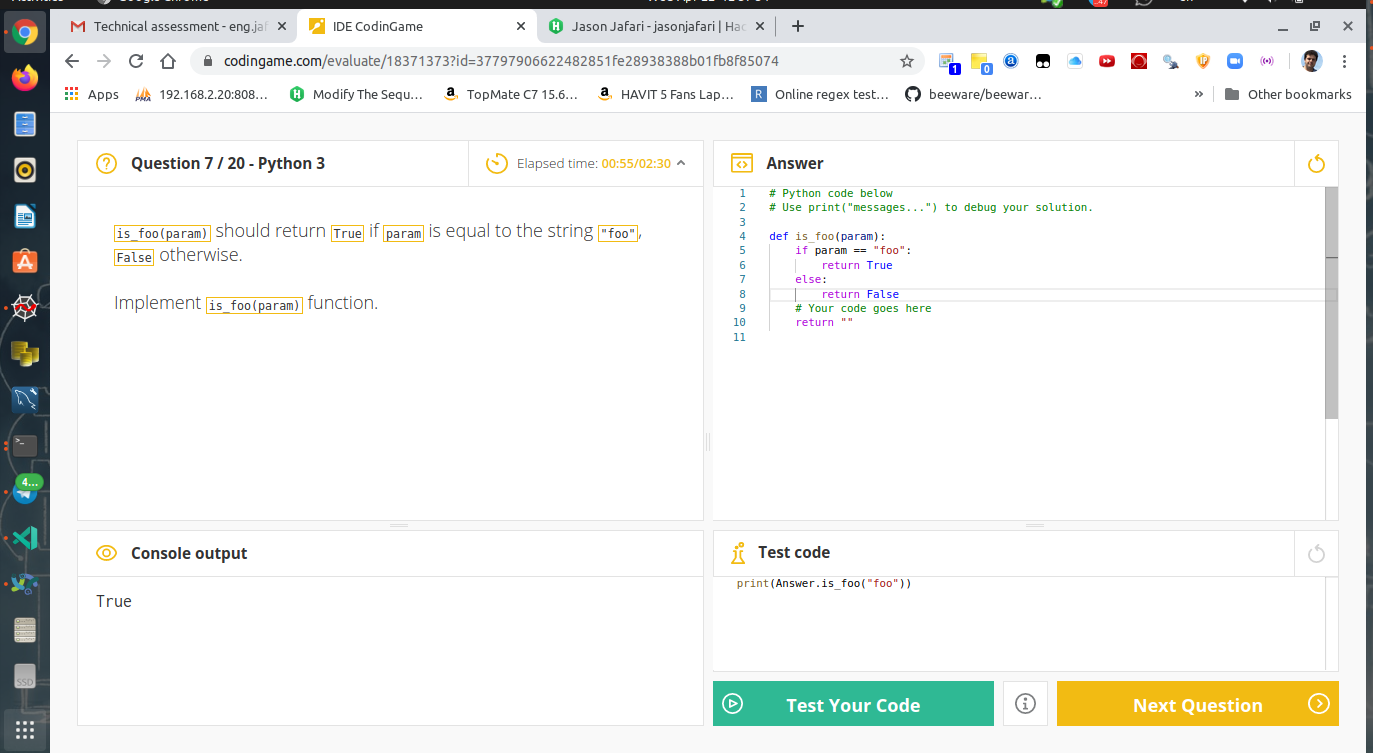 Technical assessment - eng.jaf
IDE CodinGame
Jason Jafari - jasonjafari | Hac
codingame.com/evaluate/18371373?id=37797906622482851fe28938388b01fb8f85074
1
0
Apps
PMA
192.168.2.20:808...
Modify The Sequ...
TopMate C7 15.6...
HAVIT 5 Fans Lap...
R
Online regex test...
beeware/beewar...
»
Other bookmarks
Question 7 / 20 - Python 3
Elapsed time: 00:55/02:30
is_foo(param) should return True if param is equal to the string "foo",
False otherwise.
Implement is_foo(param) function.
Answer
1 # Python code below
2 # Use print("messages...") to debug your solution.
3
4 def is_foo(param):
5 if param == "foo":
6 return True
7 else:
8 return False
9 # Your code goes here
10 return ""
11
Console output
True
Test code
print(Answer.is_foo("foo"))
Test Your Code
Next Question
4...
SSD